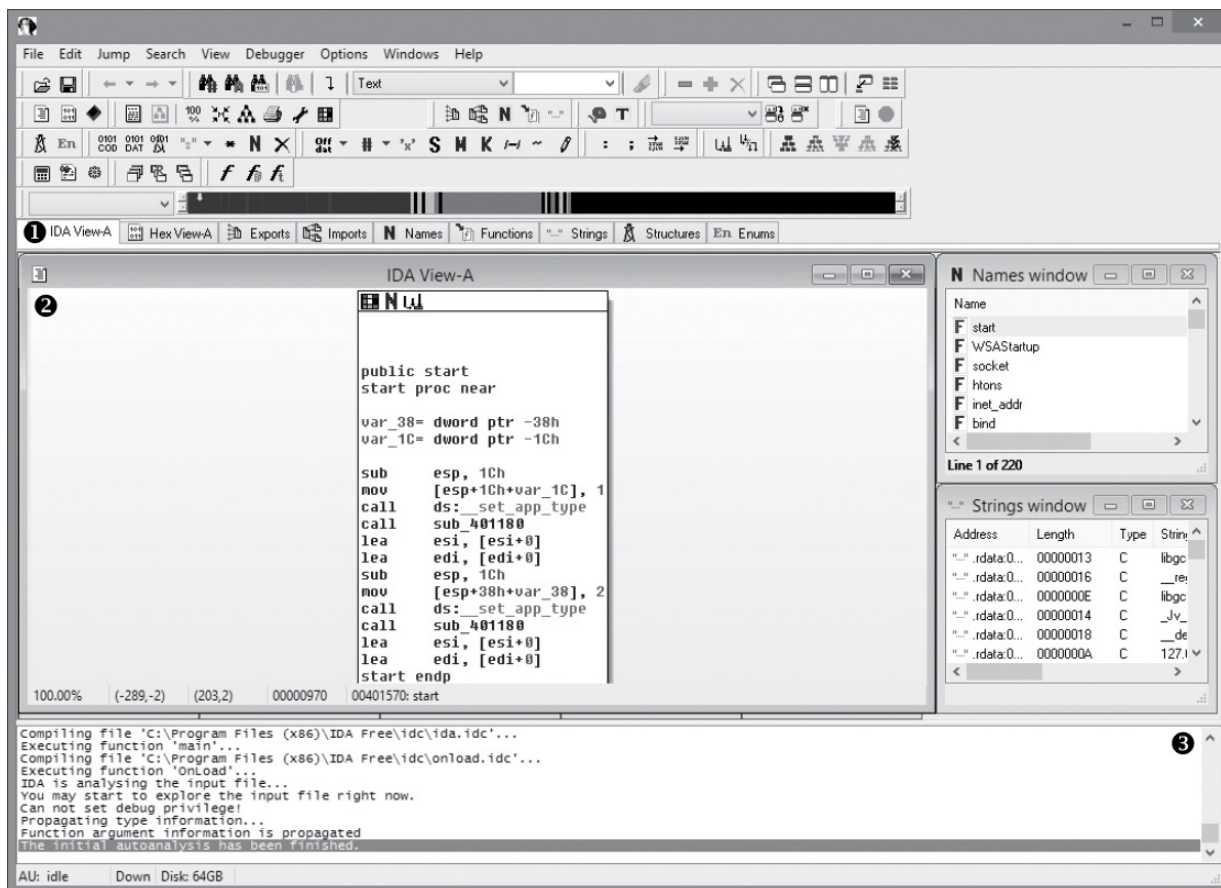 File Edit Jump Search View Debugger Options Windows Help
Text
En
N
S M K
❶ IDA View-A Hex View-A Exports Imports N Names Functions Strings Structures En Enums
IDA View-A
❷
public start
start proc near
var_38= dword ptr -38h
var_1C= dword ptr -1Ch
sub esp, 1Ch
mov [esp+1Ch+var_1C], 1
call ds:__set_app_type
call sub_401180
lea esi, [esi+0]
lea edi, [edi+0]
sub esp, 1Ch
mov [esp+38h+var_38], 2
call ds:__set_app_type
call sub_401180
lea esi, [esi+0]
lea edi, [edi+0]
start endp
100.00% (-289,-2) (203,2) 00000970 00401570: start
N Names window
Name
F start
F WSAStartup
F socket
F htons
F inet_addr
F bind
Line 1 of 220
"..." Strings window
Address Length Type
"..." .rdata:0... 00000013 C libgc
"..." .rdata:0... 00000016 C
"..." .rdata:0... 0000000E C libgc
"..." .rdata:0... 00000014 C _Jv_
"..." .rdata:0... 00000018 C __de
"..." .rdata:0... 0000000A C
❸
Compiling file 'C:\Program Files (x86)\IDA Free\idc\ida.idc'...
Executing function 'main'...
Compiling file 'C:\Program Files (x86)\IDA Free\idc\onload.idc'...
Executing function 'OnLoad'...
IDA is analysing the input file...
You may start to explore the input file right now.
Can not set debug privilege!
Propagating type information...
Function argument information is propagated
The initial autoanalysis has been finished.
AU: idle Down Disk: 64GB